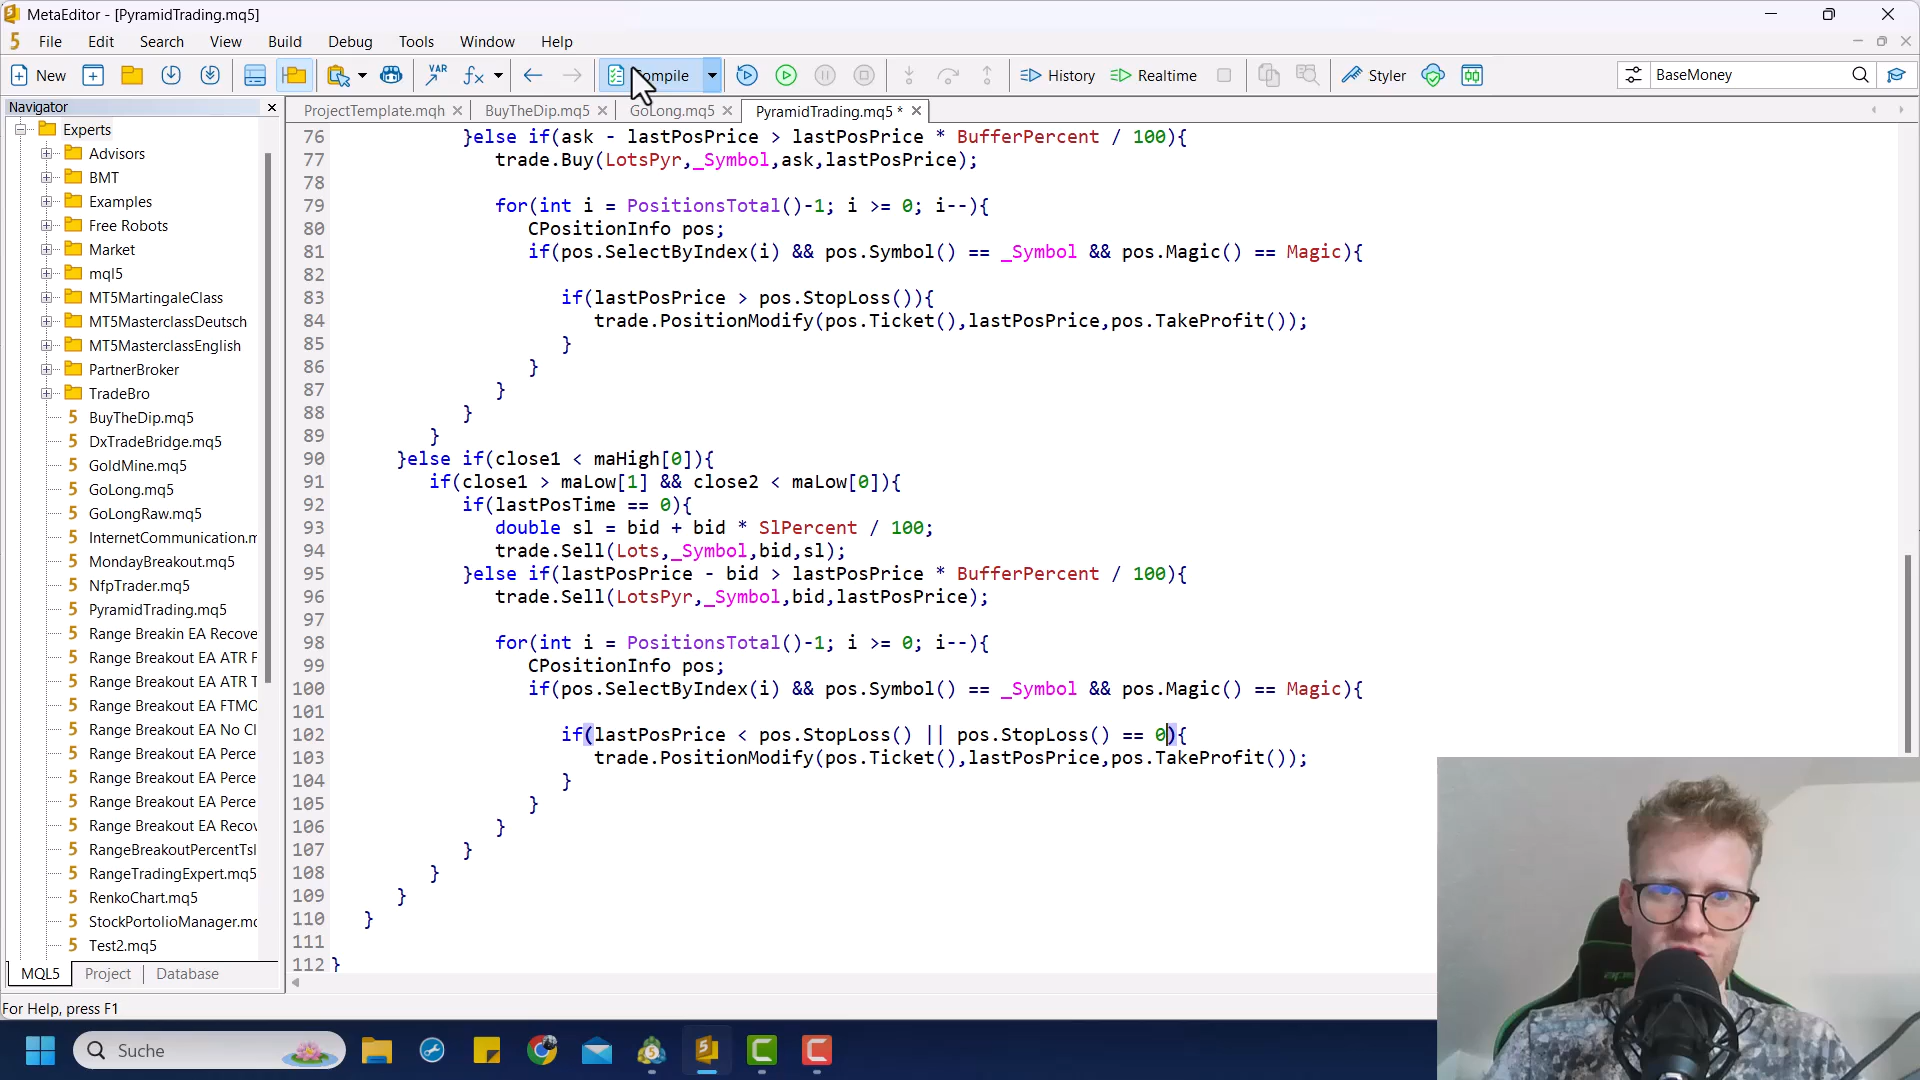 MetaEditor - [PyramidTrading.mq5]
File Edit Search View Build Debug Tools Window Help
New VAR fx Compile History Realtime Styler BaseMoney
Navigator
ProjectTemplate.mqh BuyTheDip.mq5 GoLong.mq5 PyramidTrading.mq5 *
Experts
Advisors
BMT
Examples
Free Robots
Market
mql5
MT5MartingaleClass
MT5MasterclassDeutsch
MT5MasterclassEnglish
PartnerBroker
TradeBro
BuyTheDip.mq5
DxTradeBridge.mq5
GoldMine.mq5
GoLong.mq5
GoLongRaw.mq5
InternetCommunication.m
MondayBreakout.mq5
NfpTrader.mq5
PyramidTrading.mq5
Range Breakin EA Recove
Range Breakout EA ATR F
Range Breakout EA ATR T
Range Breakout EA FTMO
Range Breakout EA No Cl
Range Breakout EA Perce
Range Breakout EA Perce
Range Breakout EA Perce
Range Breakout EA Recov
RangeBreakoutPercentTsl
RangeTradingExpert.mq5
RenkoChart.mq5
StockPortolioManager.mq
Test2.mq5
MQL5 Project Database
76 }else if(ask - lastPosPrice > lastPosPrice * BufferPercent / 100){
77 trade.Buy(LotsPyr,_Symbol,ask,lastPosPrice);
78
79 for(int i = PositionsTotal()-1; i >= 0; i--){
80 CPositionInfo pos;
81 if(pos.SelectByIndex(i) && pos.Symbol() == _Symbol && pos.Magic() == Magic){
82
83 if(lastPosPrice > pos.StopLoss()){
84 trade.PositionModify(pos.Ticket(),lastPosPrice,pos.TakeProfit());
85 }
86 }
87 }
88 }
89 }
90 }else if(close1 < maHigh[0]){
91 if(close1 > maLow[1] && close2 < maLow[0]){
92 if(lastPosTime == 0){
93 double sl = bid + bid * SlPercent / 100;
94 trade.Sell(Lots,_Symbol,bid,sl);
95 }else if(lastPosPrice - bid > lastPosPrice * BufferPercent / 100){
96 trade.Sell(LotsPyr,_Symbol,bid,lastPosPrice);
97
98 for(int i = PositionsTotal()-1; i >= 0; i--){
99 CPositionInfo pos;
100 if(pos.SelectByIndex(i) && pos.Symbol() == _Symbol && pos.Magic() == Magic){
101
102 if(lastPosPrice < pos.StopLoss() || pos.StopLoss() == 0){
103 trade.PositionModify(pos.Ticket(),lastPosPrice,pos.TakeProfit());
104 }
105 }
106 }
107 }
108 }
109 }
110 }
111
112 }
For Help, press F1
Suche